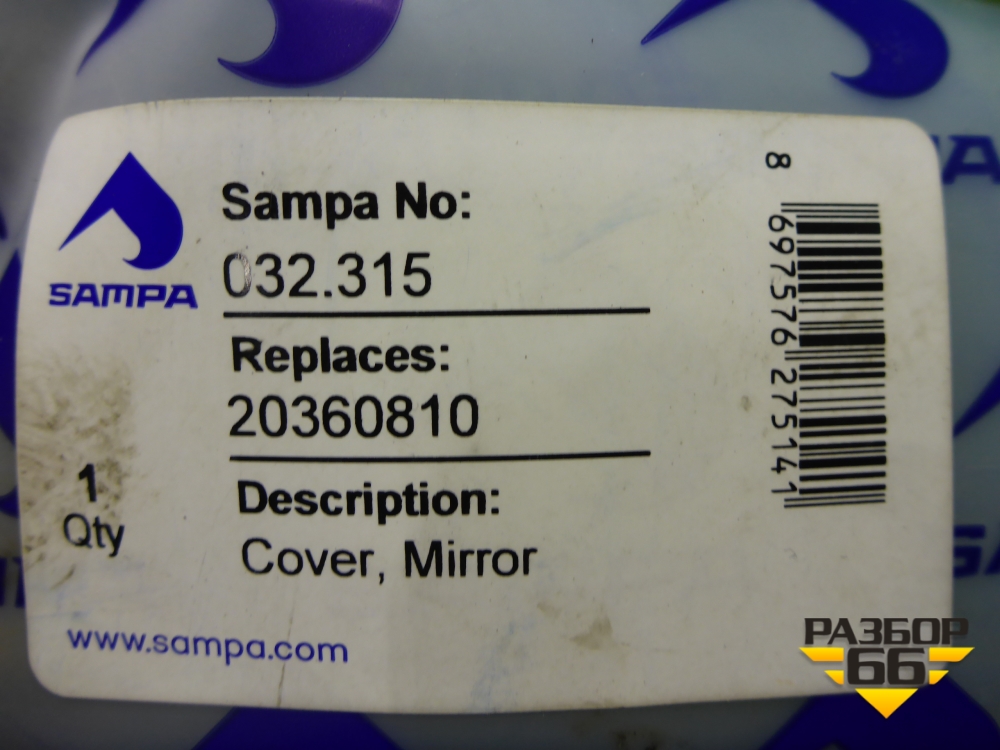 SAMPA
Sampa No:
032.315
Replaces:
20360810
Description:
Cover, Mirror
1
Qty
www.sampa.com
8 697576 275141
РАЗБОР
66